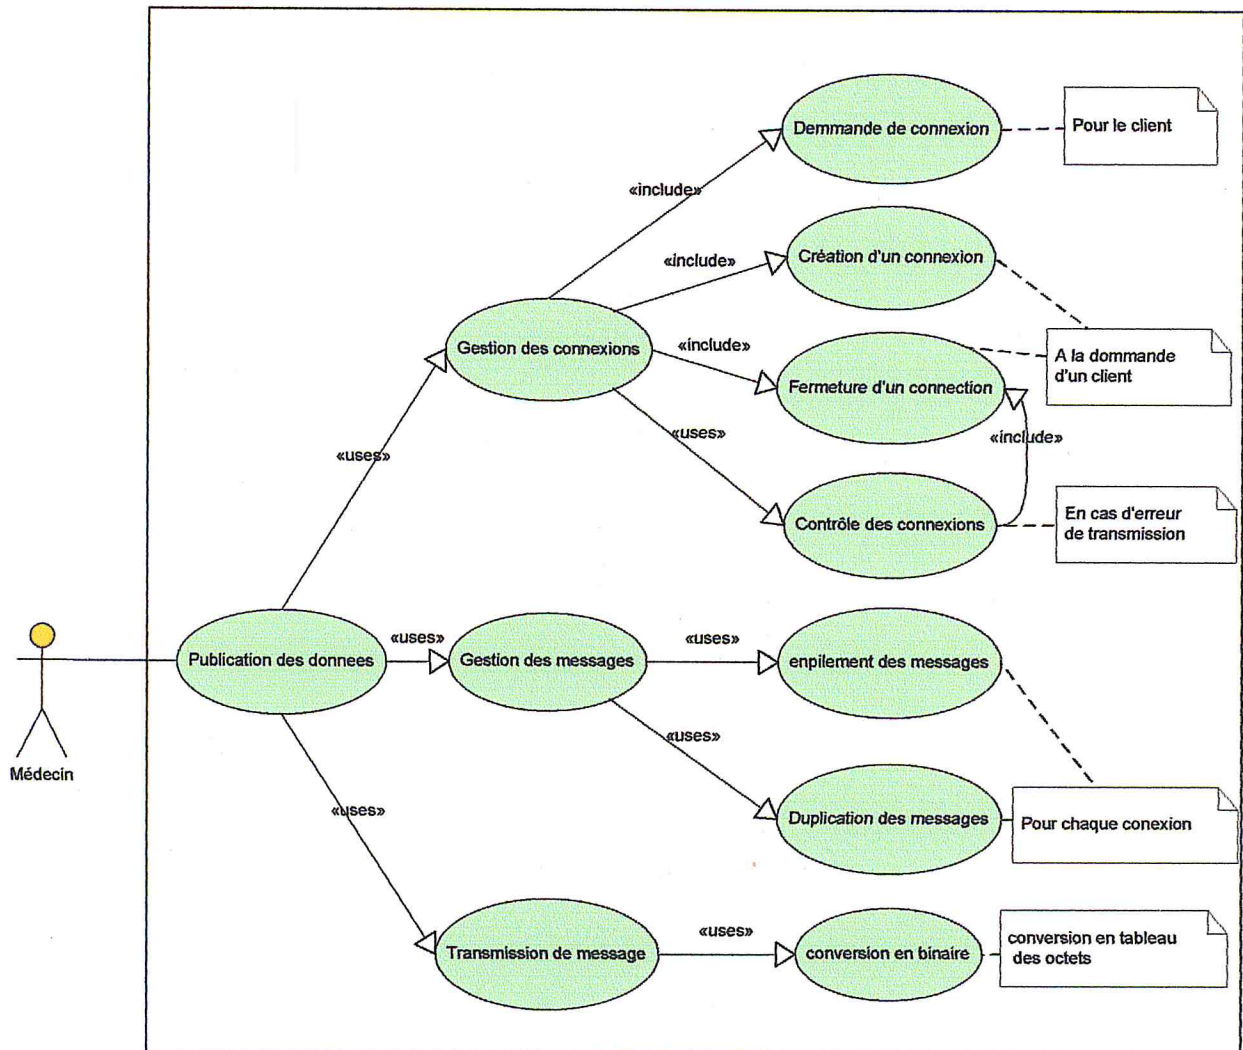 Demmande de connexion
Pour le client
«include»
Création d'un connexion
«include»
Gestion des connexions
«include»
A la dommande
d'un client
Fermeture d'un connection
«uses»
«include»
«uses»
En cas d'erreur
de transmission
Contrôle des connexions
«uses»
«uses»
Publication des donnees
Gestion des messages
enpilement des messages
«uses»
Médecin
«uses»
Duplication des messages
Pour chaque conexion
«uses»
Transmission de message
conversion en binaire
conversion en tableau
des octets